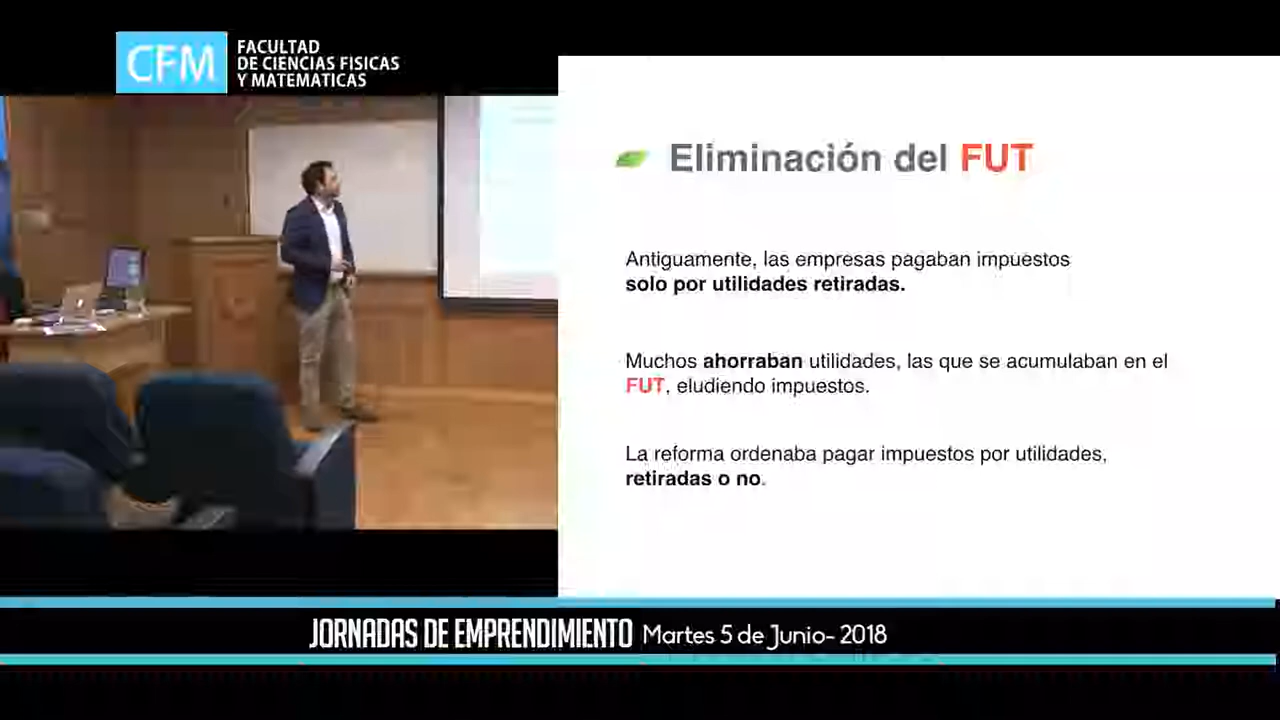 CFM
FACULTAD
DE CIENCIAS FISICAS
Y MATEMATICAS
Eliminación del FUT
Antiguamente, las empresas pagaban impuestos
solo por utilidades retiradas.
Muchos ahorraban utilidades, las que se acumulaban en el
FUT, eludiendo impuestos.
La reforma ordenaba pagar impuestos por utilidades,
retiradas o no.
JORNADAS DE EMPRENDIMIENTO Martes 5 de Junio- 2018